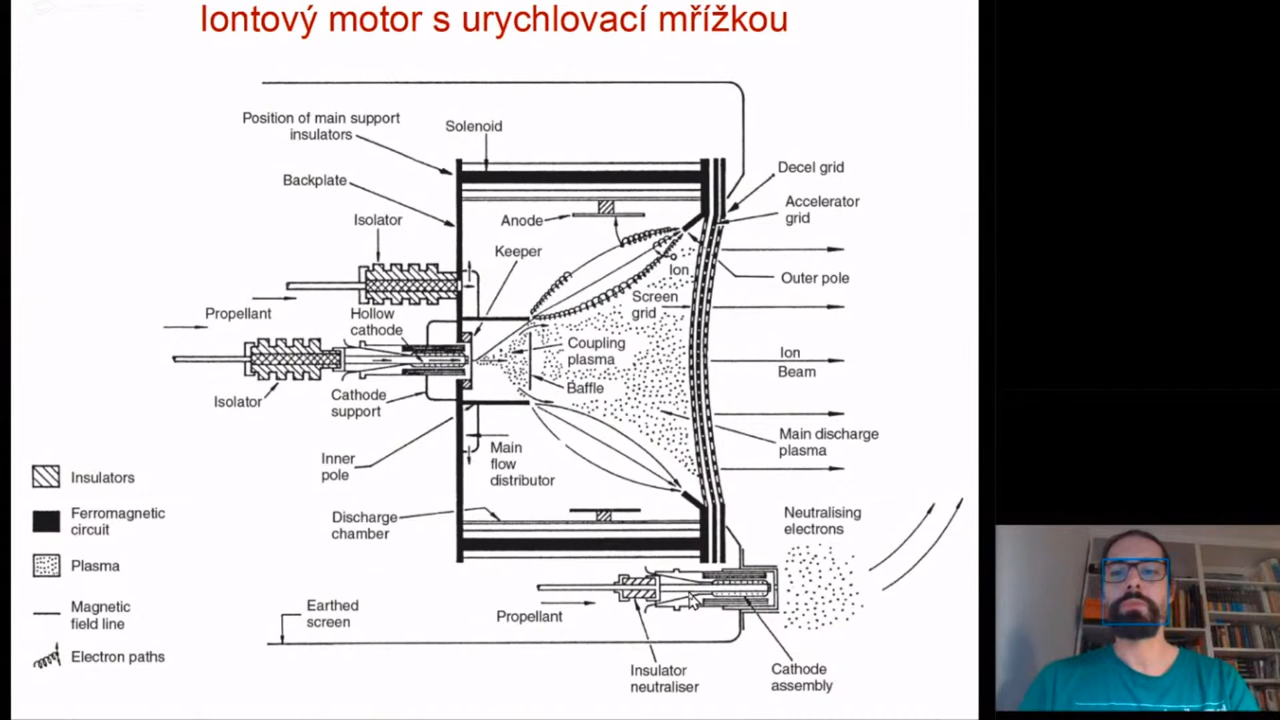 Iontový motor s urychlovací mřížkou
Position of main support
insulators
Solenoid
Backplate
Isolator
Anode
Keeper
Decel grid
Accelerator
grid
Outer pole
Ion
Screen
grid
Propellant
Hollow
cathode
Coupling
plasma
Baffle
Ion
Beam
Isolator
Cathode
support
Main discharge
plasma
Inner
pole
Main
flow
distributor
Discharge
chamber
Neutralising
electrons
Insulators
Ferromagnetic
circuit
Plasma
Magnetic
field line
Electron paths
Earthed
screen
Propellant
Insulator
neutraliser
Cathode
assembly